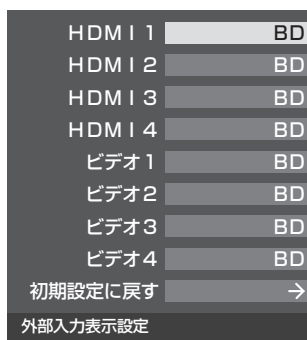 HDMI1 BD
HDMI2 BD
HDMI3 BD
HDMI4 BD
ビデオ1 BD
ビデオ2 BD
ビデオ3 BD
ビデオ4 BD
初期設定に戻す →
外部入力表示設定